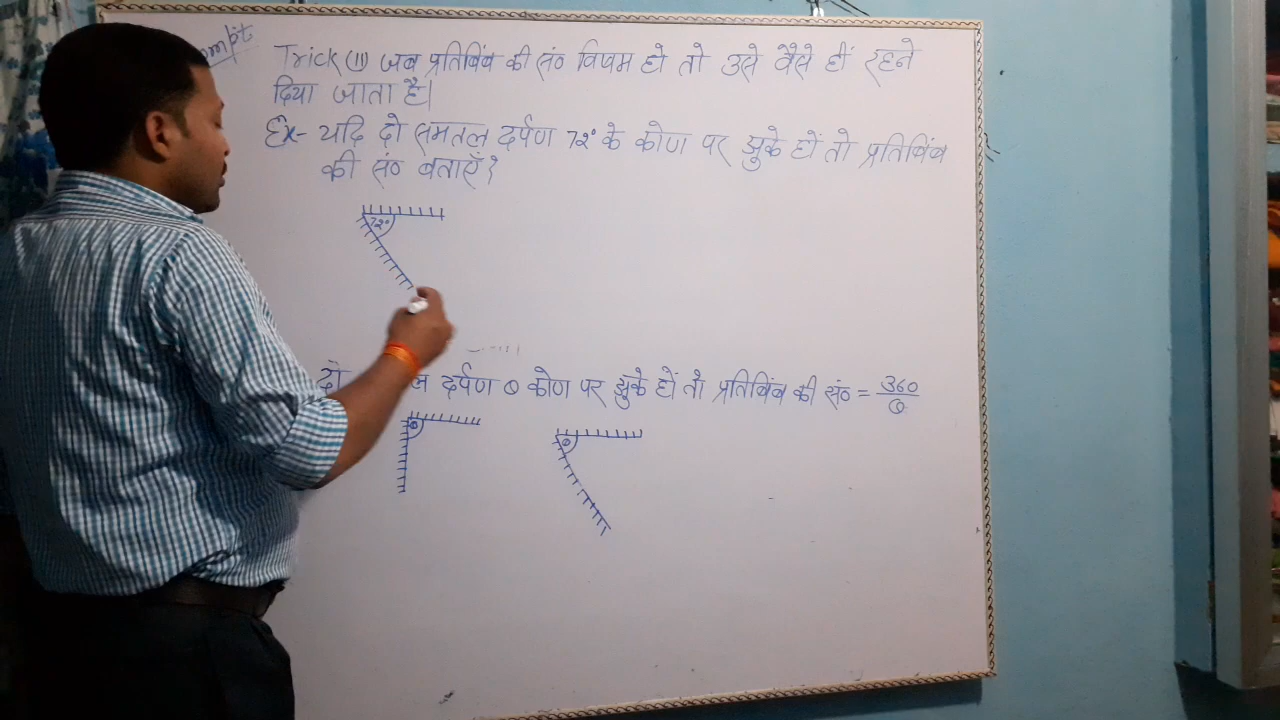 Trick (ii) जब प्रतिबिंब की सं० विषम हो तो उसे वैसे हीं रहने
दिया जाता है।
Ex- यदि दो समतल दर्पण 72° के कोण पर झुके हों तो प्रतिबिंब
की सं० बताएँ?
72°
दो ल दर्पण θ कोण पर झुके हों तो प्रतिबिंब की सं० = 360/θ
θ
θ